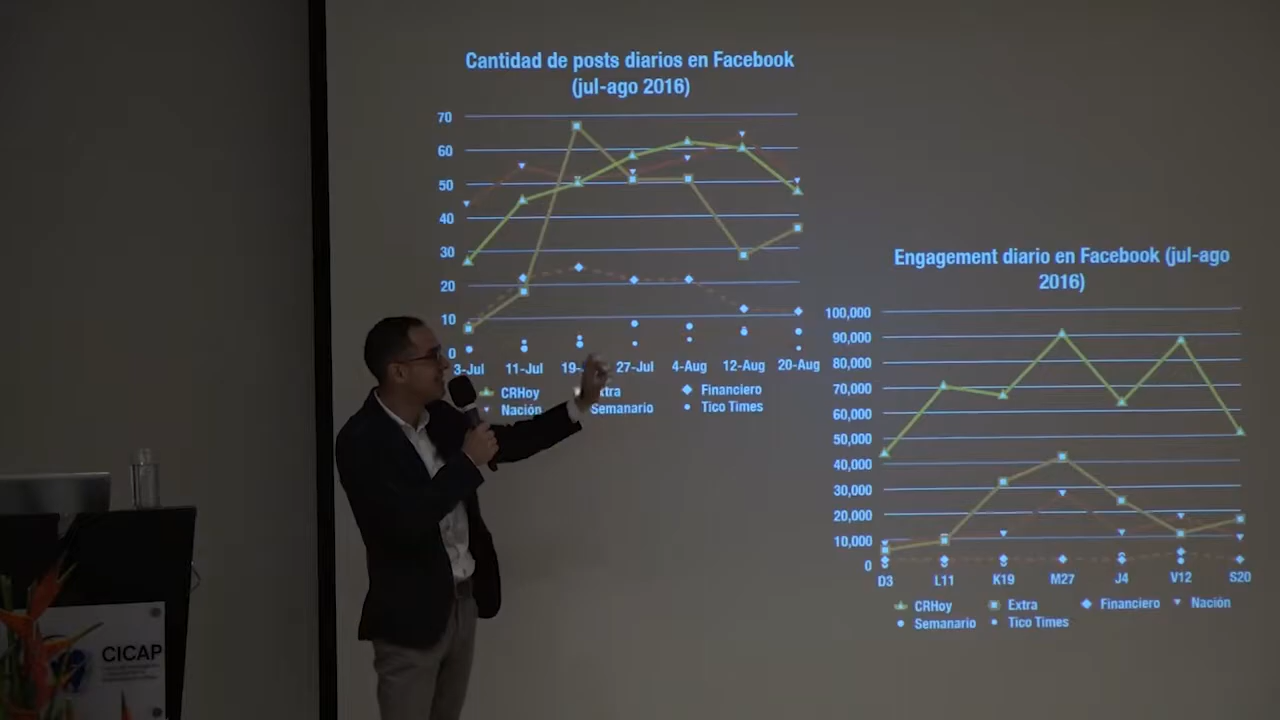 Cantidad de posts diarios en Facebook
(jul-ago 2016)
70
60
50
40
30
20
10
0
3-Jul 11-Jul 19- 27-Jul 4-Aug 12-Aug 20-Aug
CRHoy Extra Financiero
Nación Semanario Tico Times
Engagement diario en Facebook (jul-ago
2016)
100,000
90,000
80,000
70,000
60,000
50,000
40,000
30,000
20,000
10,000
0
D3 L11 K19 M27 J4 V12 S20
CRHoy Extra Financiero Nación
Semanario Tico Times
CICAP